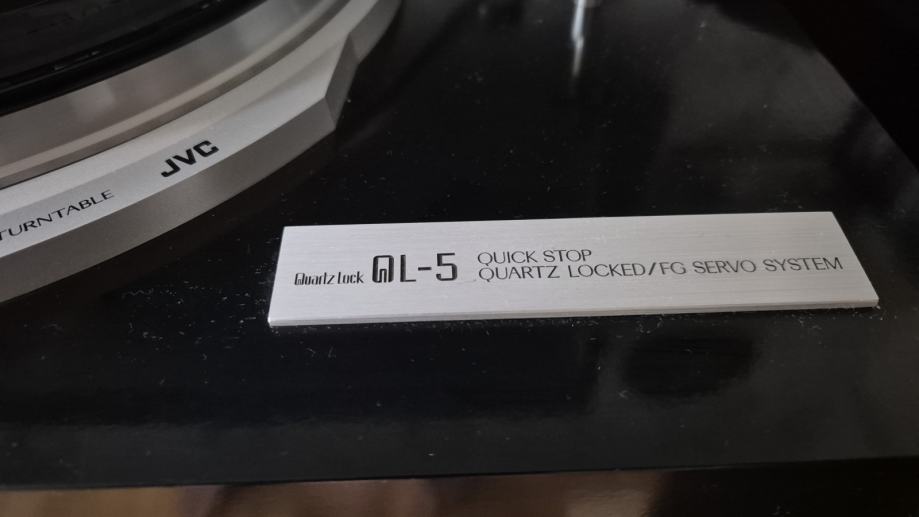 JVC
TURNTABLE
Quartz Lock QL-5
QUICK STOP
QUARTZ LOCKED/FG SERVO SYSTEM